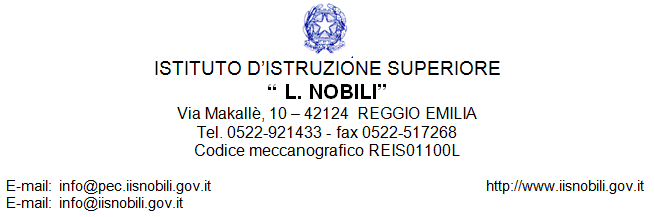 ISTITUTO D'ISTRUZIONE SUPERIORE
“ L. NOBILI”
Via Makallè, 10 – 42124 REGGIO EMILIA
Tel. 0522-921433 - fax 0522-517268
Codice meccanografico REIS01100L
E-mail: info@pec.iisnobili.gov.it http://www.iisnobili.gov.it
E-mail: info@iisnobili.gov.it